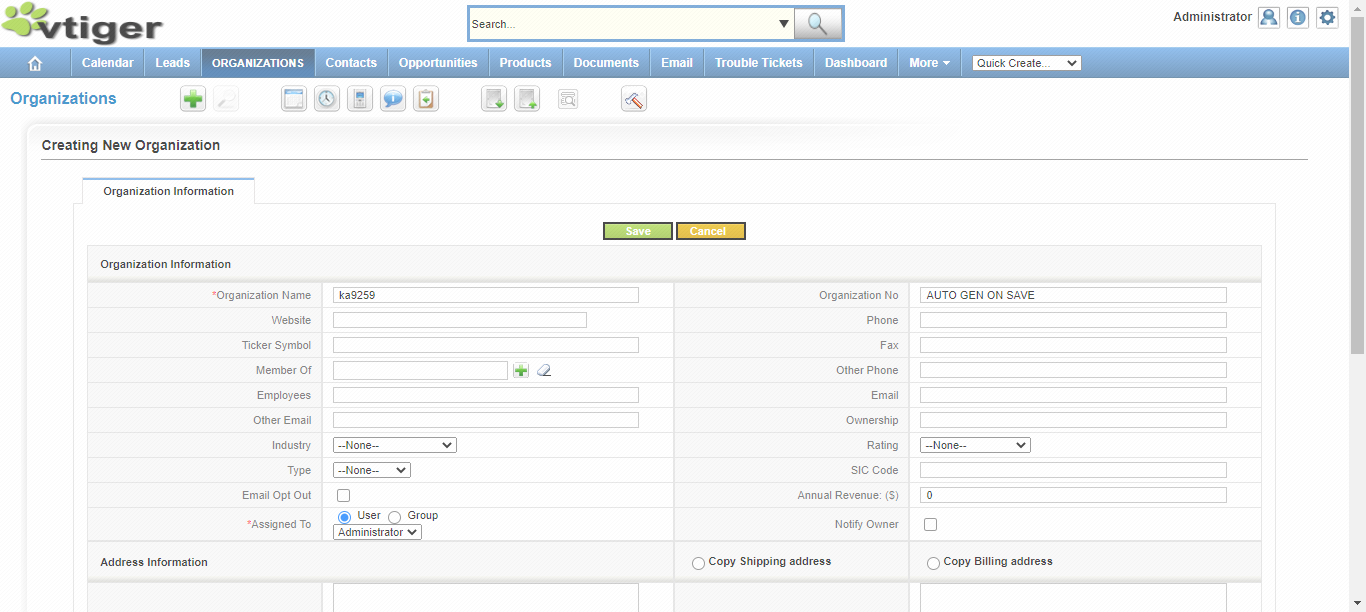 vtiger
Search...
Administrator
Calendar Leads ORGANIZATIONS Contacts Opportunities Products Documents Email Trouble Tickets Dashboard More Quick Create...
Organizations
Creating New Organization
Organization Information
Save Cancel
Organization Information
*Organization Name ka9259 Organization No AUTO GEN ON SAVE
Website Phone
Ticker Symbol Fax
Member Of Other Phone
Employees Email
Other Email Ownership
Industry --None-- Rating --None--
Type --None-- SIC Code
Email Opt Out Annual Revenue: ($) 0
*Assigned To User Group Notify Owner
Administrator
Address Information Copy Shipping address Copy Billing address